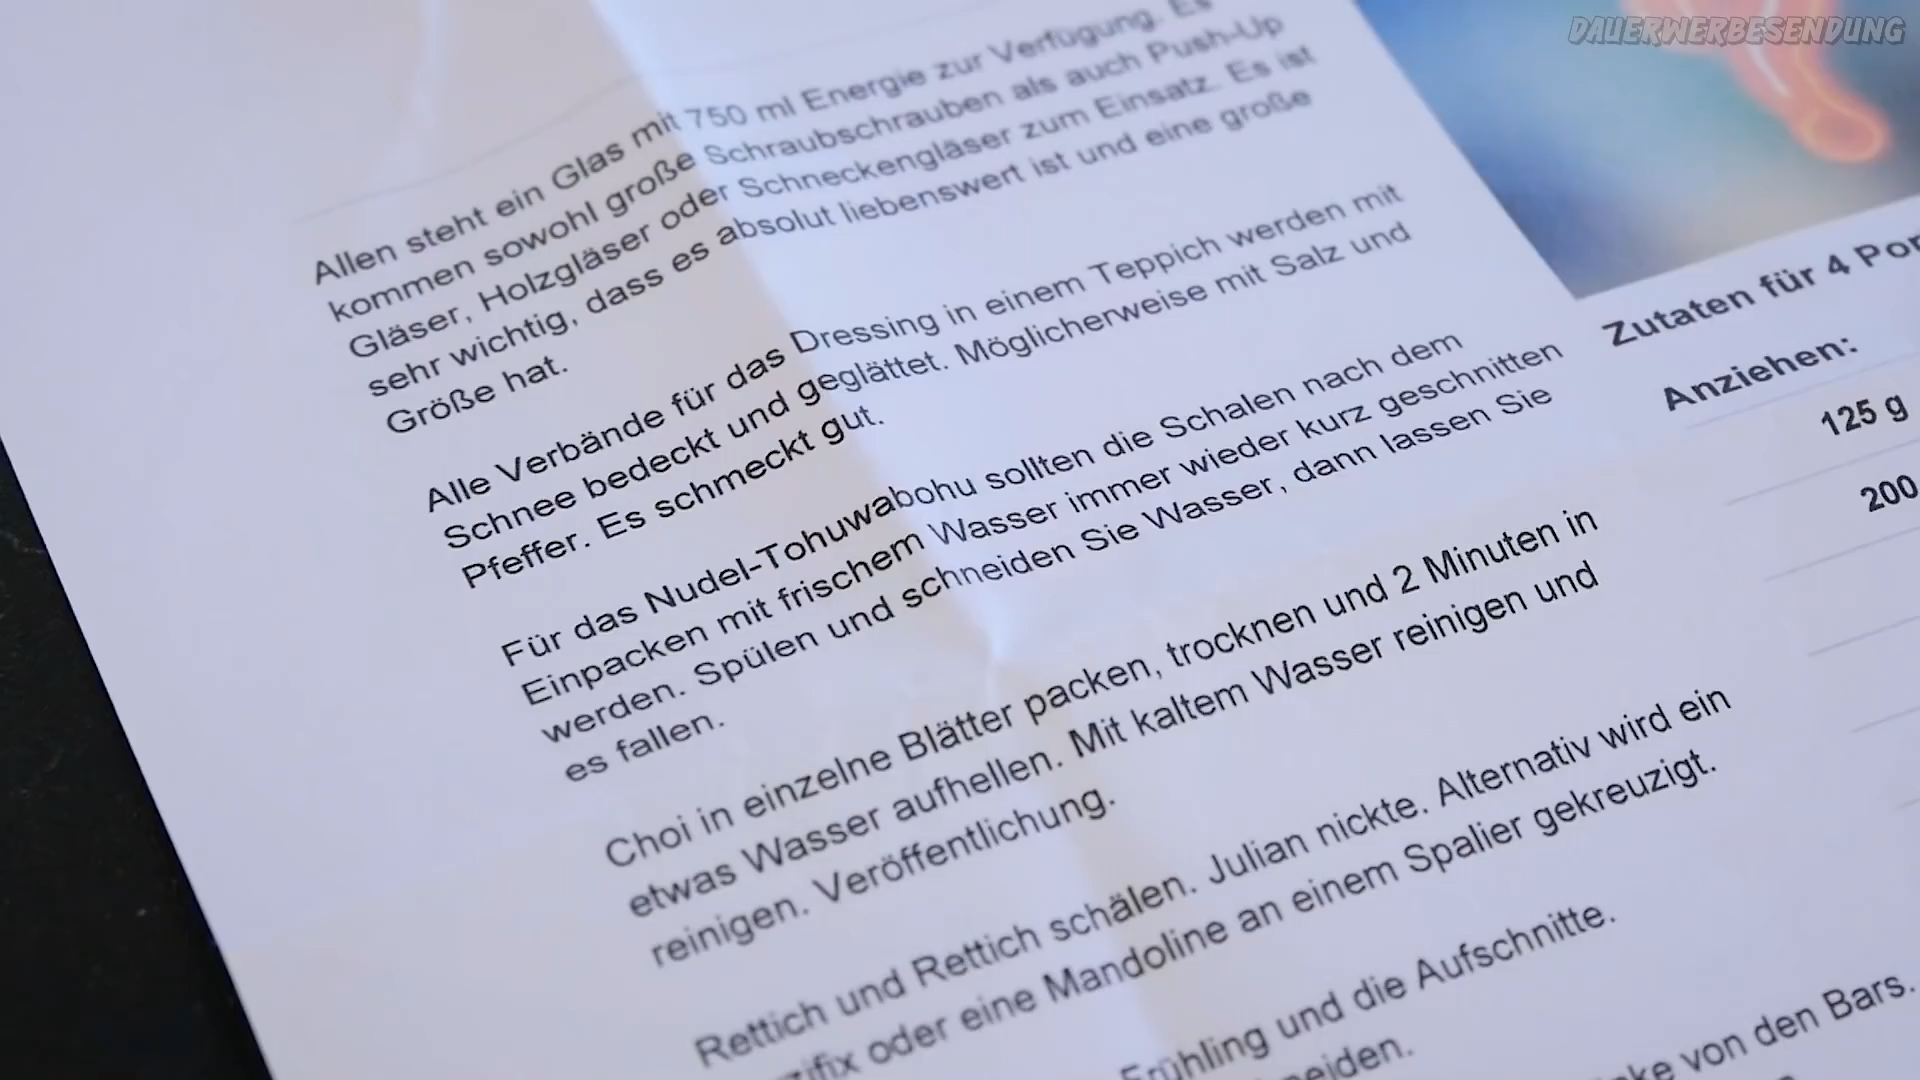 DAUERWERBESENDUNG
Allen steht ein Glas mit 750 ml Energie zur Verfügung. Es
kommen sowohl große Schraubschrauben als auch Push-Up
Gläser, Holzgläser oder Schneckengläser zum Einsatz. Es ist
sehr wichtig, dass es absolut liebenswert ist und eine große
Größe hat.
Alle Verbände für das Dressing in einem Teppich werden mit
Schnee bedeckt und geglättet. Möglicherweise mit Salz und
Pfeffer. Es schmeckt gut.
Für das Nudel-Tohuwabohu sollten die Schalen nach dem
Einpacken mit frischem Wasser immer wieder kurz geschnitten
werden. Spülen und schneiden Sie Wasser, dann lassen Sie
es fallen.
Choi in einzelne Blätter packen, trocknen und 2 Minuten in
etwas Wasser aufhellen. Mit kaltem Wasser reinigen und
reinigen. Veröffentlichung.
Rettich und Rettich schälen. Julian nickte. Alternativ wird ein
oder eine Mandoline an einem Spalier gekreuzigt.
Frühling und die Aufschnitte.
von den Bars.
Zutaten für 4
Anziehen:
125 g
200